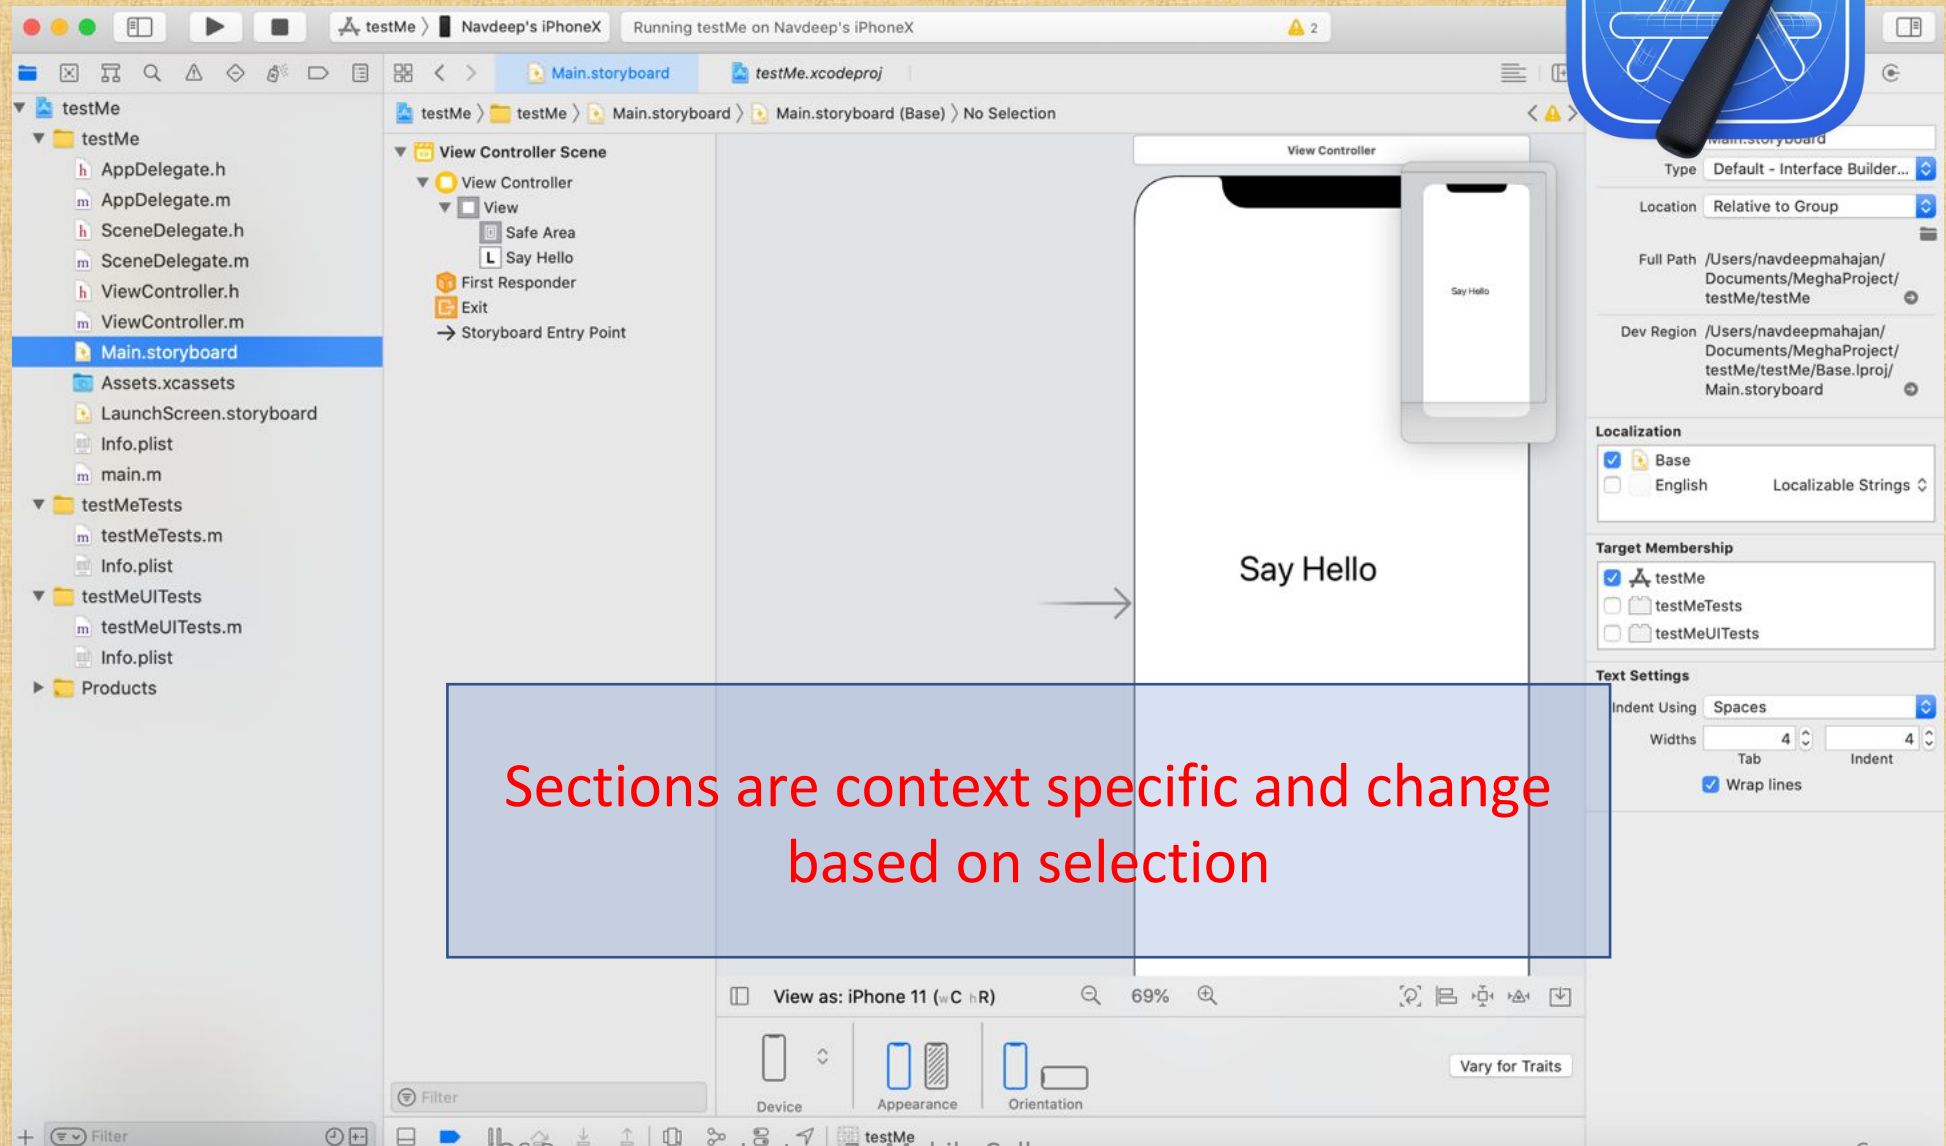 testMe 〉 Navdeep's iPhoneX
Running testMe on Navdeep's iPhoneX
2
Main.storyboard
testMe.xcodeproj
testMe 〉 testMe 〉 Main.storyboard 〉 Main.storyboard (Base) 〉 No Selection
testMe
testMe
h AppDelegate.h
m AppDelegate.m
h SceneDelegate.h
m SceneDelegate.m
h ViewController.h
m ViewController.m
Main.storyboard
Assets.xcassets
LaunchScreen.storyboard
Info.plist
m main.m
testMeTests
m testMeTests.m
Info.plist
testMeUITests
m testMeUITests.m
Info.plist
Products
Filter
View Controller Scene
View Controller
View
Safe Area
L Say Hello
First Responder
Exit
Storyboard Entry Point
Filter
View Controller
Say Hello
Say Hello
Sections are context specific and change
based on selection
View as: iPhone 11 (wC hR)
69%
Device
Appearance
Orientation
Vary for Traits
testMe
Main.storyboard
Type Default - Interface Builder...
Location Relative to Group
Full Path /Users/navdeepmahajan/
Documents/MeghaProject/
testMe/testMe
Dev Region /Users/navdeepmahajan/
Documents/MeghaProject/
testMe/testMe/Base.lproj/
Main.storyboard
Localization
Base
English Localizable Strings
Target Membership
testMe
testMeTests
testMeUITests
Text Settings
Indent Using Spaces
Widths 4 4
Tab Indent
Wrap lines